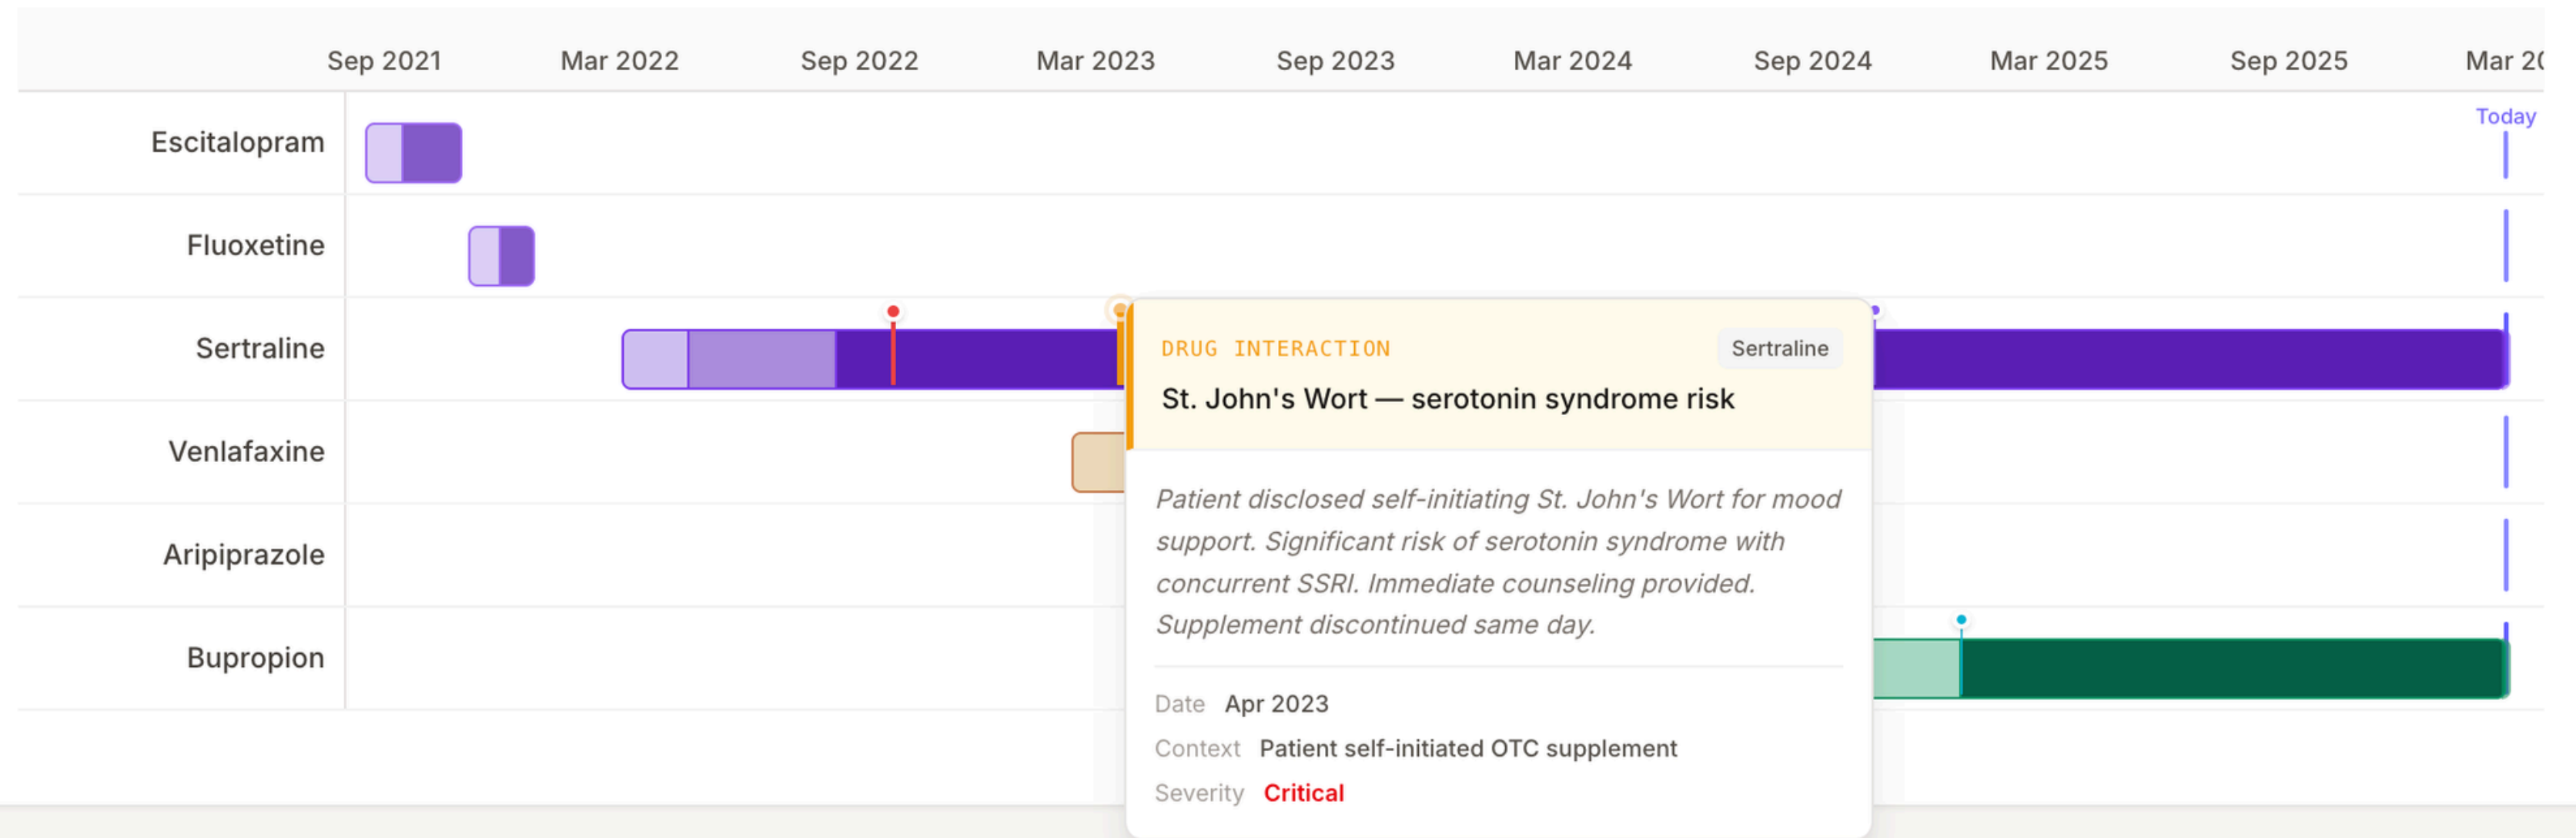 Sep 2021 Mar 2022 Sep 2022 Mar 2023 Sep 2023 Mar 2024 Sep 2024 Mar 2025 Sep 2025 Mar 20
Today
Escitalopram
Fluoxetine
Sertraline
DRUG INTERACTION Sertraline
St. John's Wort — serotonin syndrome risk
Venlafaxine
Patient disclosed self-initiating St. John's Wort for mood
support. Significant risk of serotonin syndrome with
concurrent SSRI. Immediate counseling provided.
Supplement discontinued same day.
Aripiprazole
Bupropion
Date Apr 2023
Context Patient self-initiated OTC supplement
Severity Critical